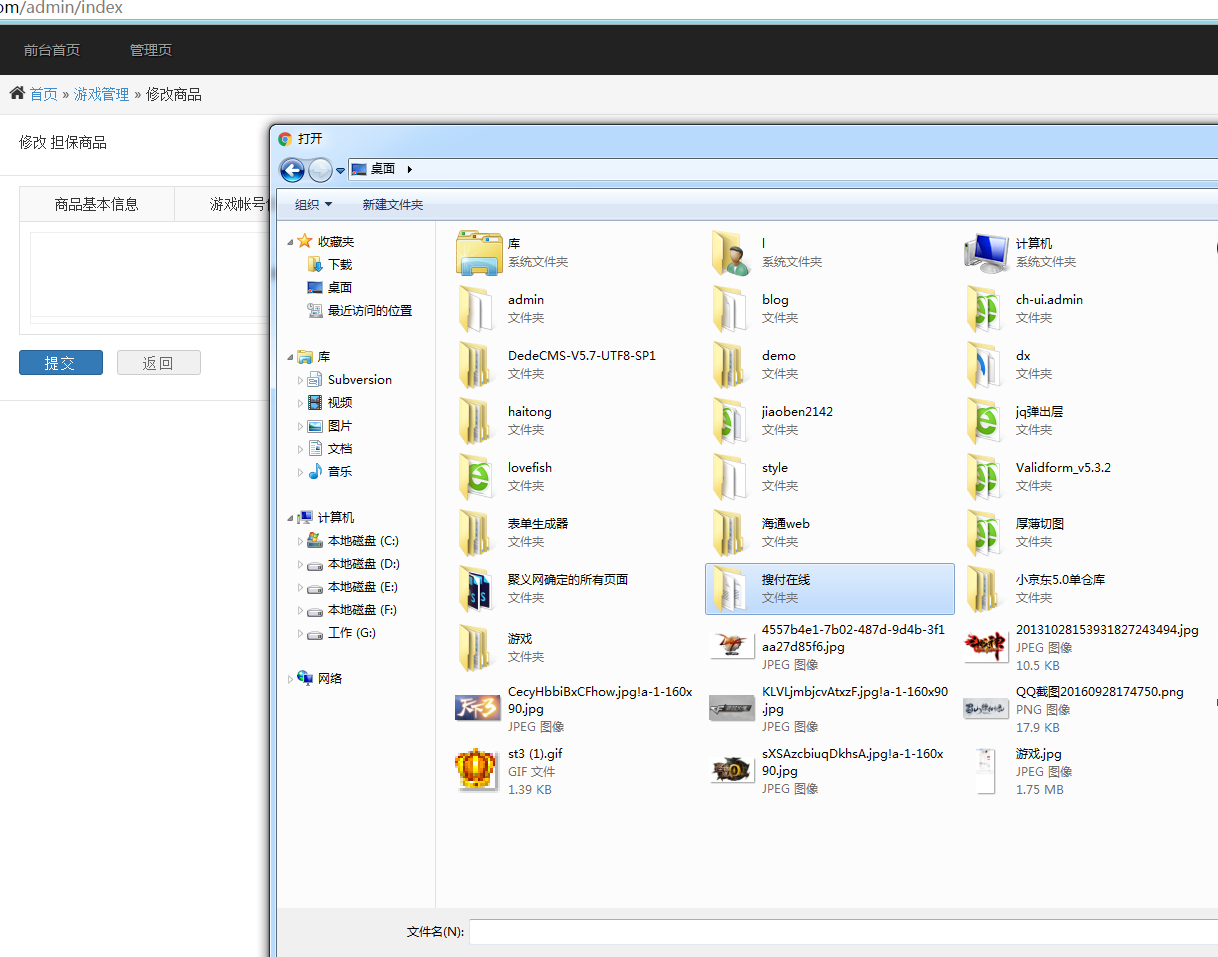 om/admin/index
前台首页 管理页
首页 » 游戏管理 » 修改商品
修改 担保商品
商品基本信息 游戏帐号
提交 返回
打开
桌面
组织 新建文件夹
收藏夹
下载
桌面
最近访问的位置
库
Subversion
视频
图片
文档
音乐
计算机
本地磁盘 (C:)
本地磁盘 (D:)
本地磁盘 (E:)
本地磁盘 (F:)
工作 (G:)
网络
库
系统文件夹
l
系统文件夹
计算机
系统文件夹
admin
文件夹
blog
文件夹
ch-ui.admin
文件夹
DedeCMS-V5.7-UTF8-SP1
文件夹
demo
文件夹
dx
文件夹
haitong
文件夹
jiaoben2142
文件夹
jq弹出层
文件夹
lovefish
文件夹
style
文件夹
Validform_v5.3.2
文件夹
表单生成器
文件夹
海通web
文件夹
厚薄切图
文件夹
聚义网确定的所有页面
文件夹
搜付在线
文件夹
小京东5.0单仓库
文件夹
游戏
文件夹
4557b4e1-7b02-487d-9d4b-3f1
aa27d85f6.jpg
JPEG 图像
20131028153931827243494.jpg
JPEG 图像
10.5 KB
CecyHbbiBxCFhow.jpg!a-1-160x
90.jpg
JPEG 图像
KLVLjmbjcvAtxzF.jpg!a-1-160x90
.jpg
JPEG 图像
QQ截图20160928174750.png
PNG 图像
17.9 KB
st3 (1).gif
GIF 文件
1.39 KB
sXSAzcbiuqDkhsA.jpg!a-1-160x
90.jpg
JPEG 图像
游戏.jpg
JPEG 图像
1.75 MB
文件名(N):